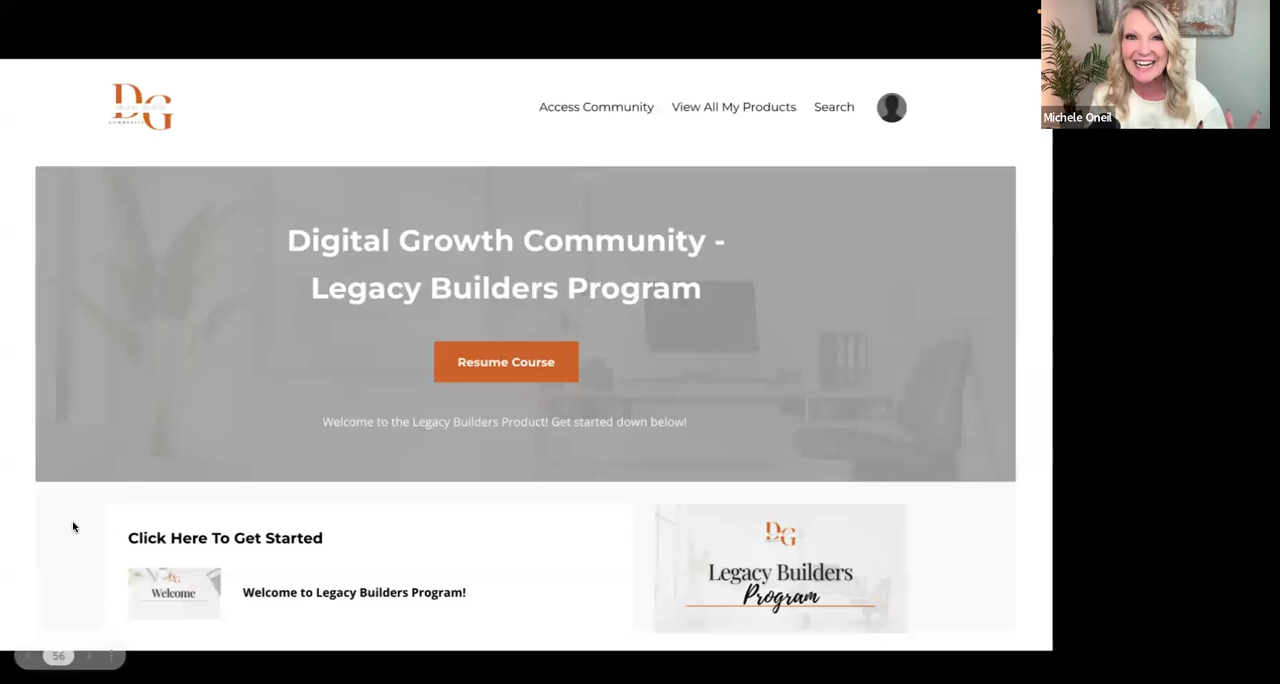 DG
COMMUNITY
Access Community
View All My Products
Search
Michele Oneil
Digital Growth Community -
Legacy Builders Program
Resume Course
Welcome to the Legacy Builders Product! Get started down below!
Click Here To Get Started
DG
Welcome
Welcome to Legacy Builders Program!
DG
Legacy Builders
Program
56